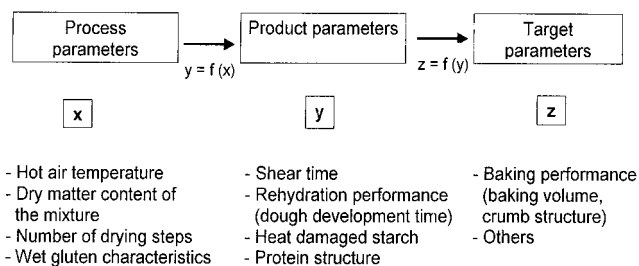 Process
parameters
Product parameters
Target
parameters
y = f (x)
z = f (y)
x
y
z
- Hot air temperature
- Dry matter content of
the mixture
- Number of drying steps
- Wet gluten characteristics
- Shear time
- Rehydration performance
(dough development time)
- Heat damaged starch
- Protein structure
- Baking performance
(baking volume,
crumb structure)
- Others